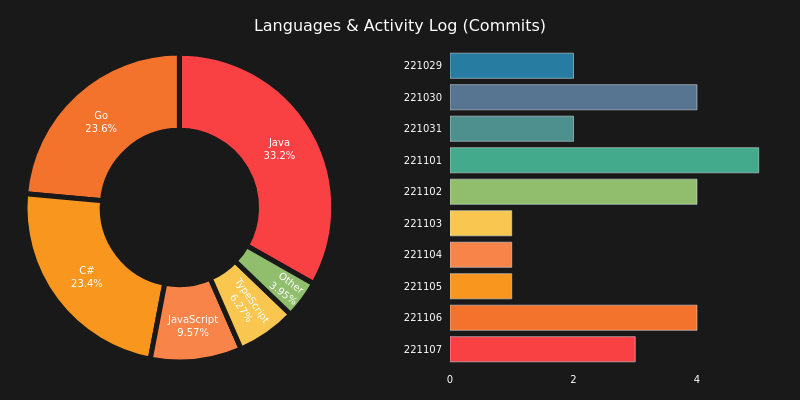 Languages & Activity Log (Commits)
Java
33.2%
Go
23.6%
C#
23.4%
JavaScript
9.57%
TypeScript
6.27%
Other
3.95%
221029
221030
221031
221101
221102
221103
221104
221105
221106
221107
0 2 4